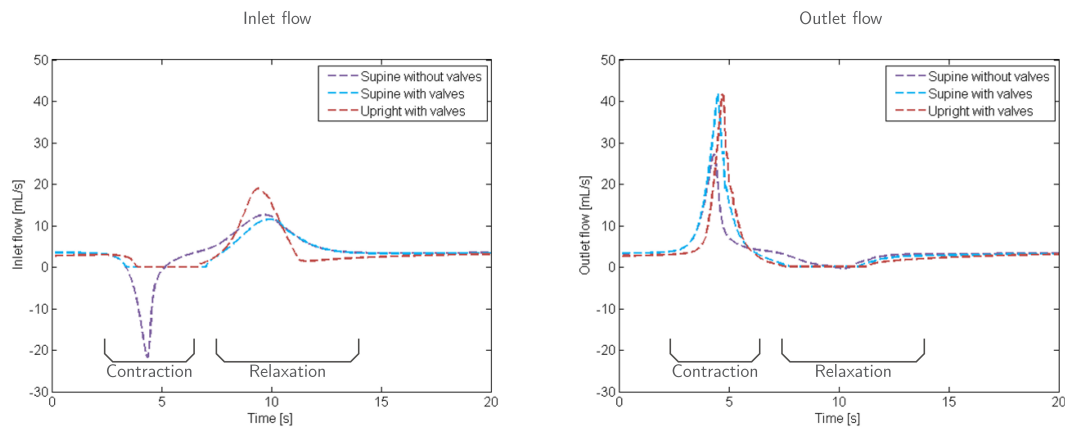 Inlet flow
50
40
30
20
10
0
-10
-20
-30
Inlet flow [mL/s]
Supine without valves
Supine with valves
Upright with valves
Contraction
Relaxation
0
5
10
15
20
Time [s]
Outlet flow
50
40
30
20
10
0
-10
-20
-30
Outlet flow [mL/s]
Supine without valves
Supine with valves
Upright with valves
Contraction
Relaxation
0
5
10
15
20
Time [s]